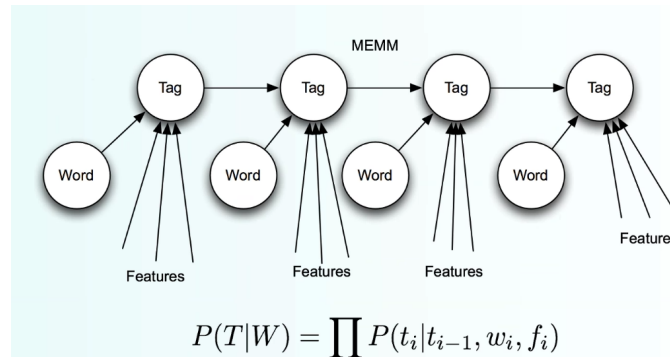 MEMM
Tag Tag Tag Tag
Word Word Word Word
Features Features Features Feature
P(T|W) = ∏ P(t_i|t_{i-1}, w_i, f_i)